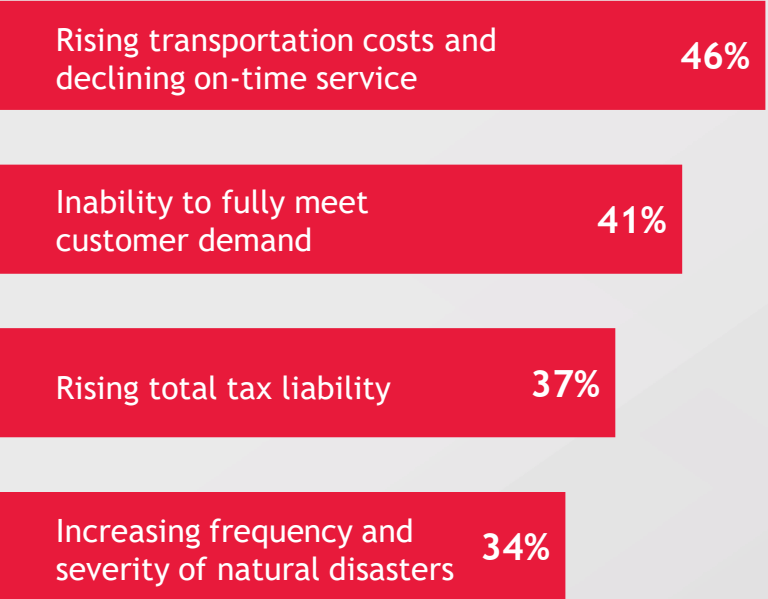 Rising transportation costs and
declining on-time service
46%
Inability to fully meet
customer demand
41%
Rising total tax liability
37%
Increasing frequency and
severity of natural disasters
34%